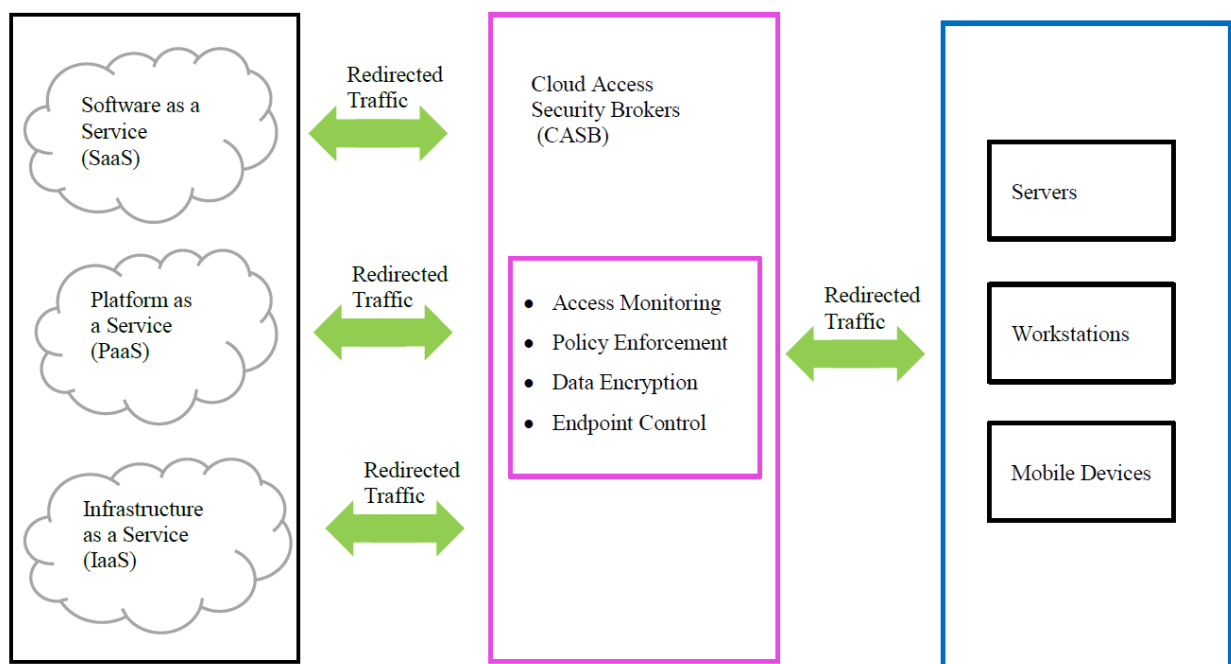 Software as a
Service
(SaaS)
Redirected
Traffic
Cloud Access
Security Brokers
(CASB)
Servers
Platform as
a Service
(PaaS)
Redirected
Traffic
● Access Monitoring
● Policy Enforcement
● Data Encryption
● Endpoint Control
Redirected
Traffic
Workstations
Infrastructure
as a Service
(IaaS)
Redirected
Traffic
Mobile Devices